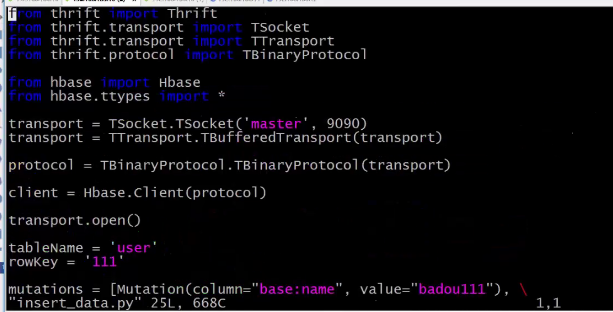 from thrift import Thrift
from thrift.transport import TSocket
from thrift.transport import TTransport
from thrift.protocol import TBinaryProtocol
from hbase import Hbase
from hbase.ttypes import *
transport = TSocket.TSocket('master', 9090)
transport = TTransport.TBufferedTransport(transport)
protocol = TBinaryProtocol.TBinaryProtocol(transport)
client = Hbase.Client(protocol)
transport.open()
tableName = 'user'
rowKey = '111'
mutations = [Mutation(column="base:name", value="badou111"), \
"insert_data.py" 25L, 668C 1,1